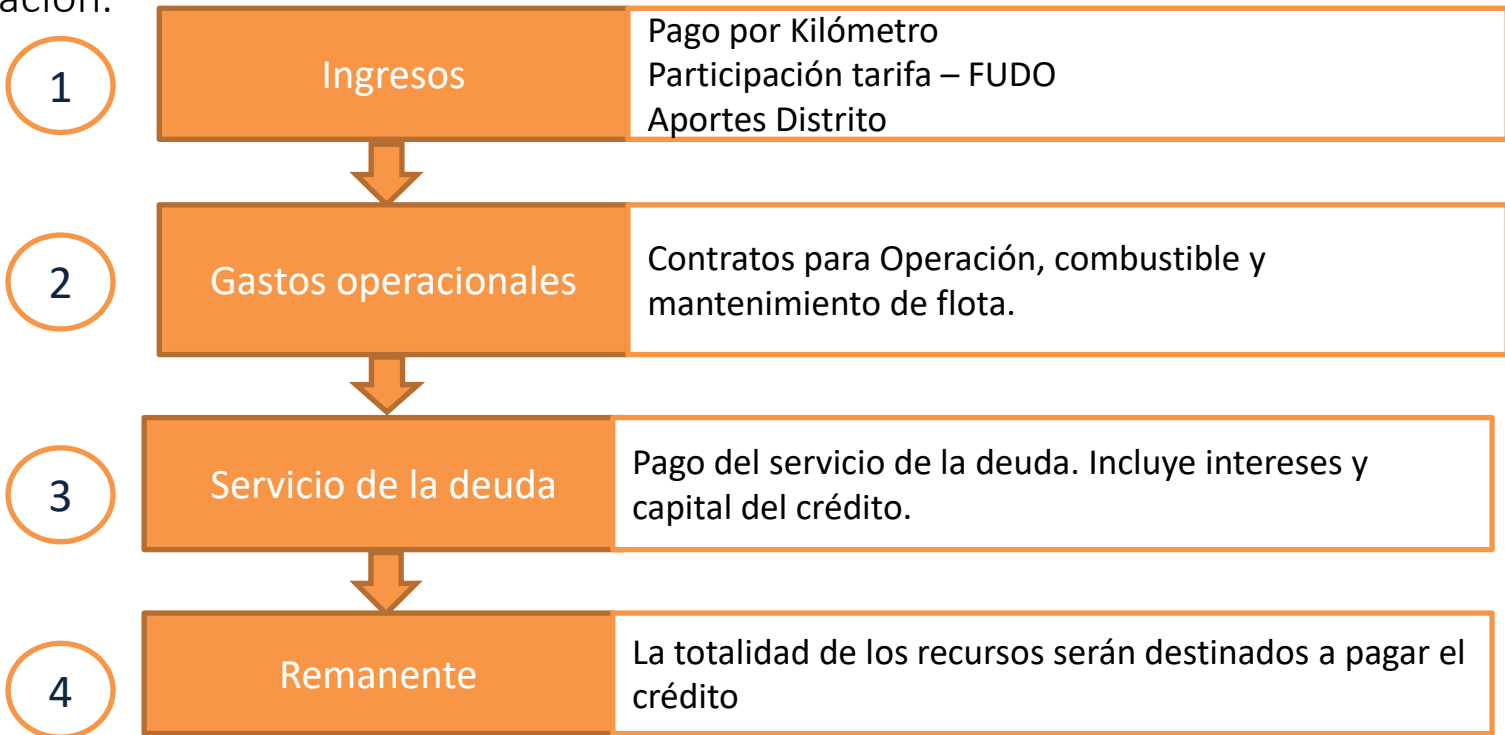 ación.
1
Ingresos
Pago por Kilómetro
Participación tarifa – FUDO
Aportes Distrito
2
Gastos operacionales
Contratos para Operación, combustible y
mantenimiento de flota.
3
Servicio de la deuda
Pago del servicio de la deuda. Incluye intereses y
capital del crédito.
4
Remanente
La totalidad de los recursos serán destinados a pagar el
crédito